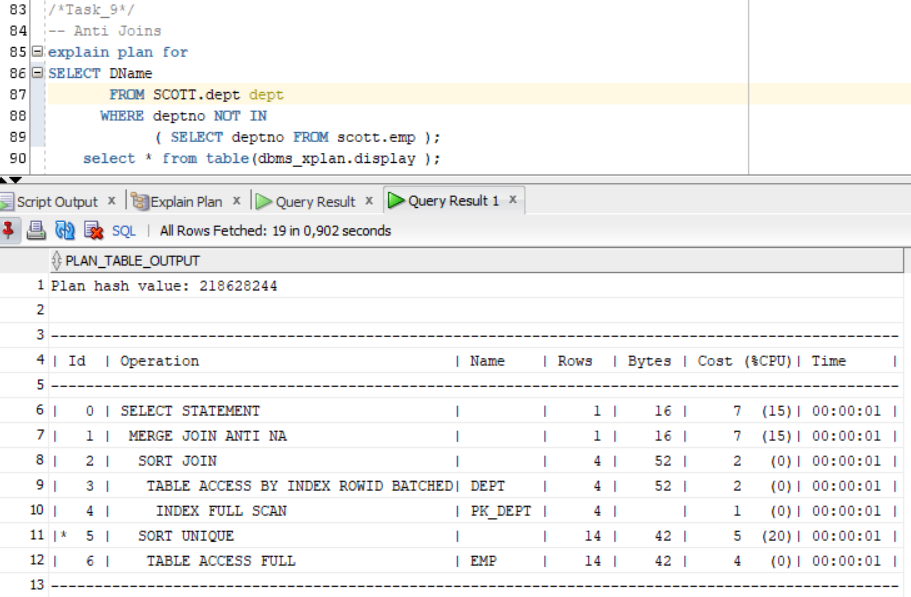 83 /*Task_9*/
84 -- Anti Joins
85 explain plan for
86 SELECT DName
87 FROM SCOTT.dept dept
88 WHERE deptno NOT IN
89 ( SELECT deptno FROM scott.emp );
90 select * from table(dbms_xplan.display );
Script Output x Explain Plan x Query Result x Query Result 1 x
SQL | All Rows Fetched: 19 in 0,902 seconds
PLAN_TABLE_OUTPUT
1 Plan hash value: 218628244
2
3 ------------------------------------------------------------------------------------------------
4 | Id | Operation | Name | Rows | Bytes | Cost (%CPU)| Time |
5 ------------------------------------------------------------------------------------------------
6 | 0 | SELECT STATEMENT | | 1 | 16 | 7 (15)| 00:00:01 |
7 | 1 | MERGE JOIN ANTI NA | | 1 | 16 | 7 (15)| 00:00:01 |
8 | 2 | SORT JOIN | | 4 | 52 | 2 (0)| 00:00:01 |
9 | 3 | TABLE ACCESS BY INDEX ROWID BATCHED| DEPT | 4 | 52 | 2 (0)| 00:00:01 |
10 | 4 | INDEX FULL SCAN | PK_DEPT | 4 | | 1 (0)| 00:00:01 |
11 |* 5 | SORT UNIQUE | | 14 | 42 | 5 (20)| 00:00:01 |
12 | 6 | TABLE ACCESS FULL | EMP | 14 | 42 | 4 (0)| 00:00:01 |
13 ------------------------------------------------------------------------------------------------